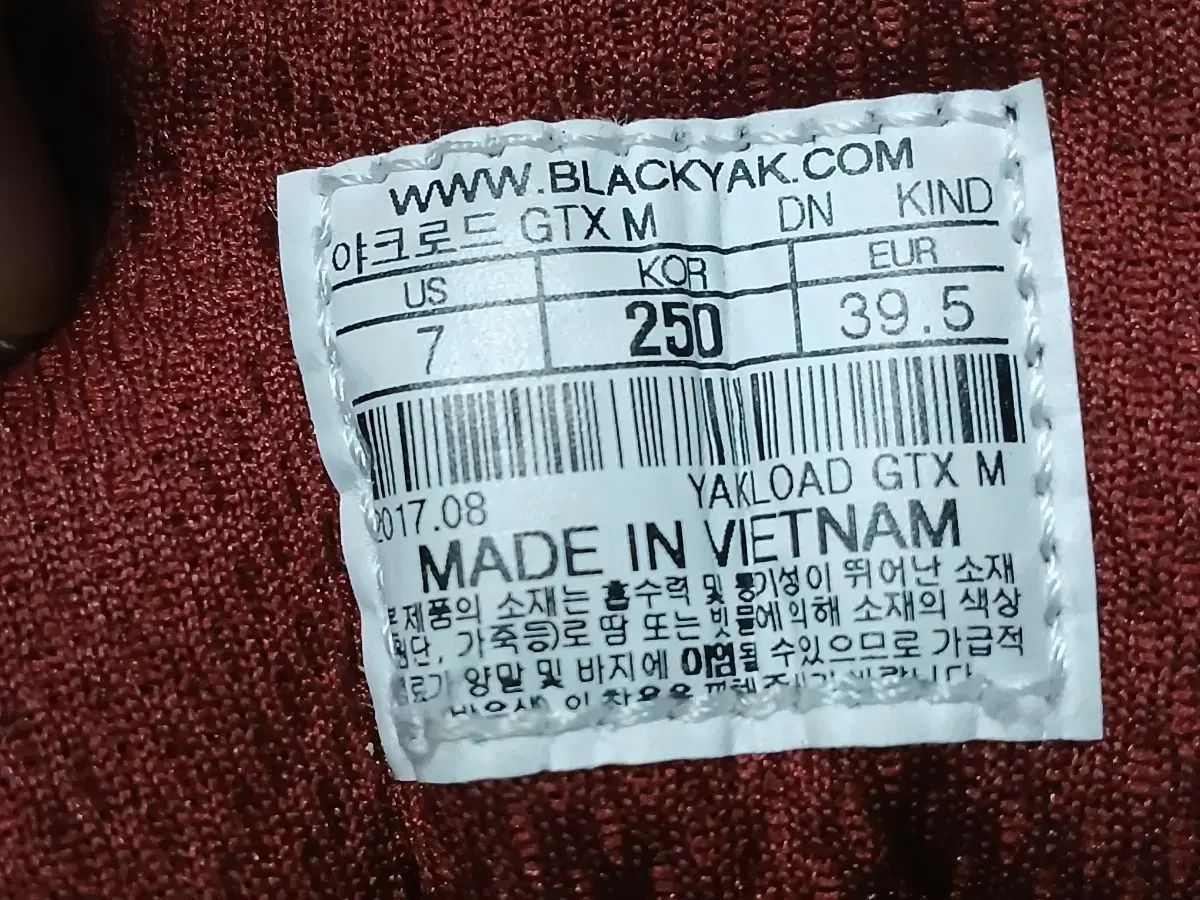 WWW.BLACKYAK.COM
야크로드 GTX M DN KIND
US KOR EUR
7 250 39.5
2017.08 YAKLOAD GTX M
MADE IN VIETNAM
본제품의 소재는 흡수력 및 통기성이 뛰어난 소재
(원단, 가죽등)로 땀 또는 빗물에의해 소재의 색상
양말 및 바지에 이염될 수있으므로 가급적